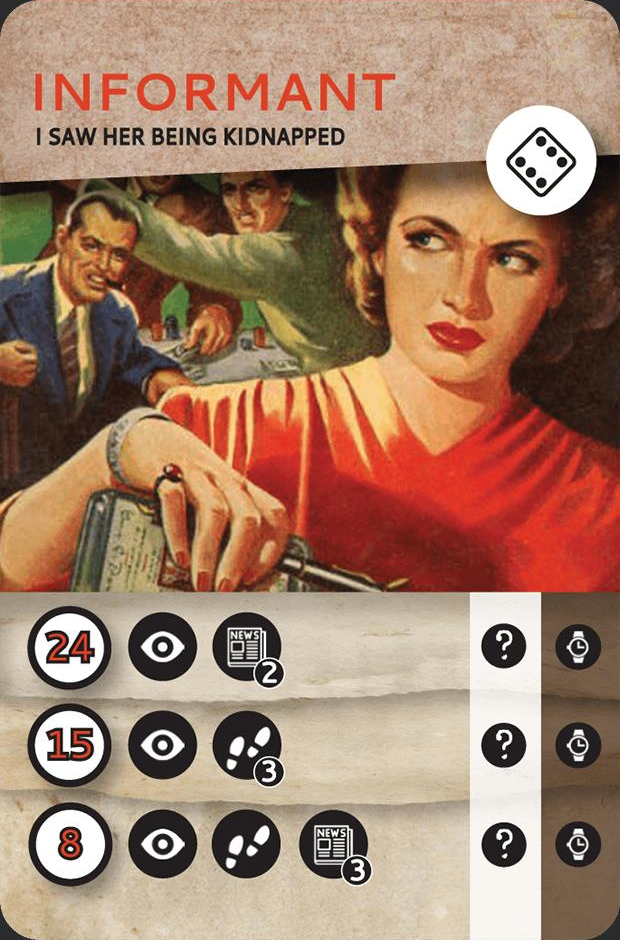 INFORMANT
I SAW HER BEING KIDNAPPED
24 NEWS 2 ?
15 3 ?
8 NEWS 3 ?